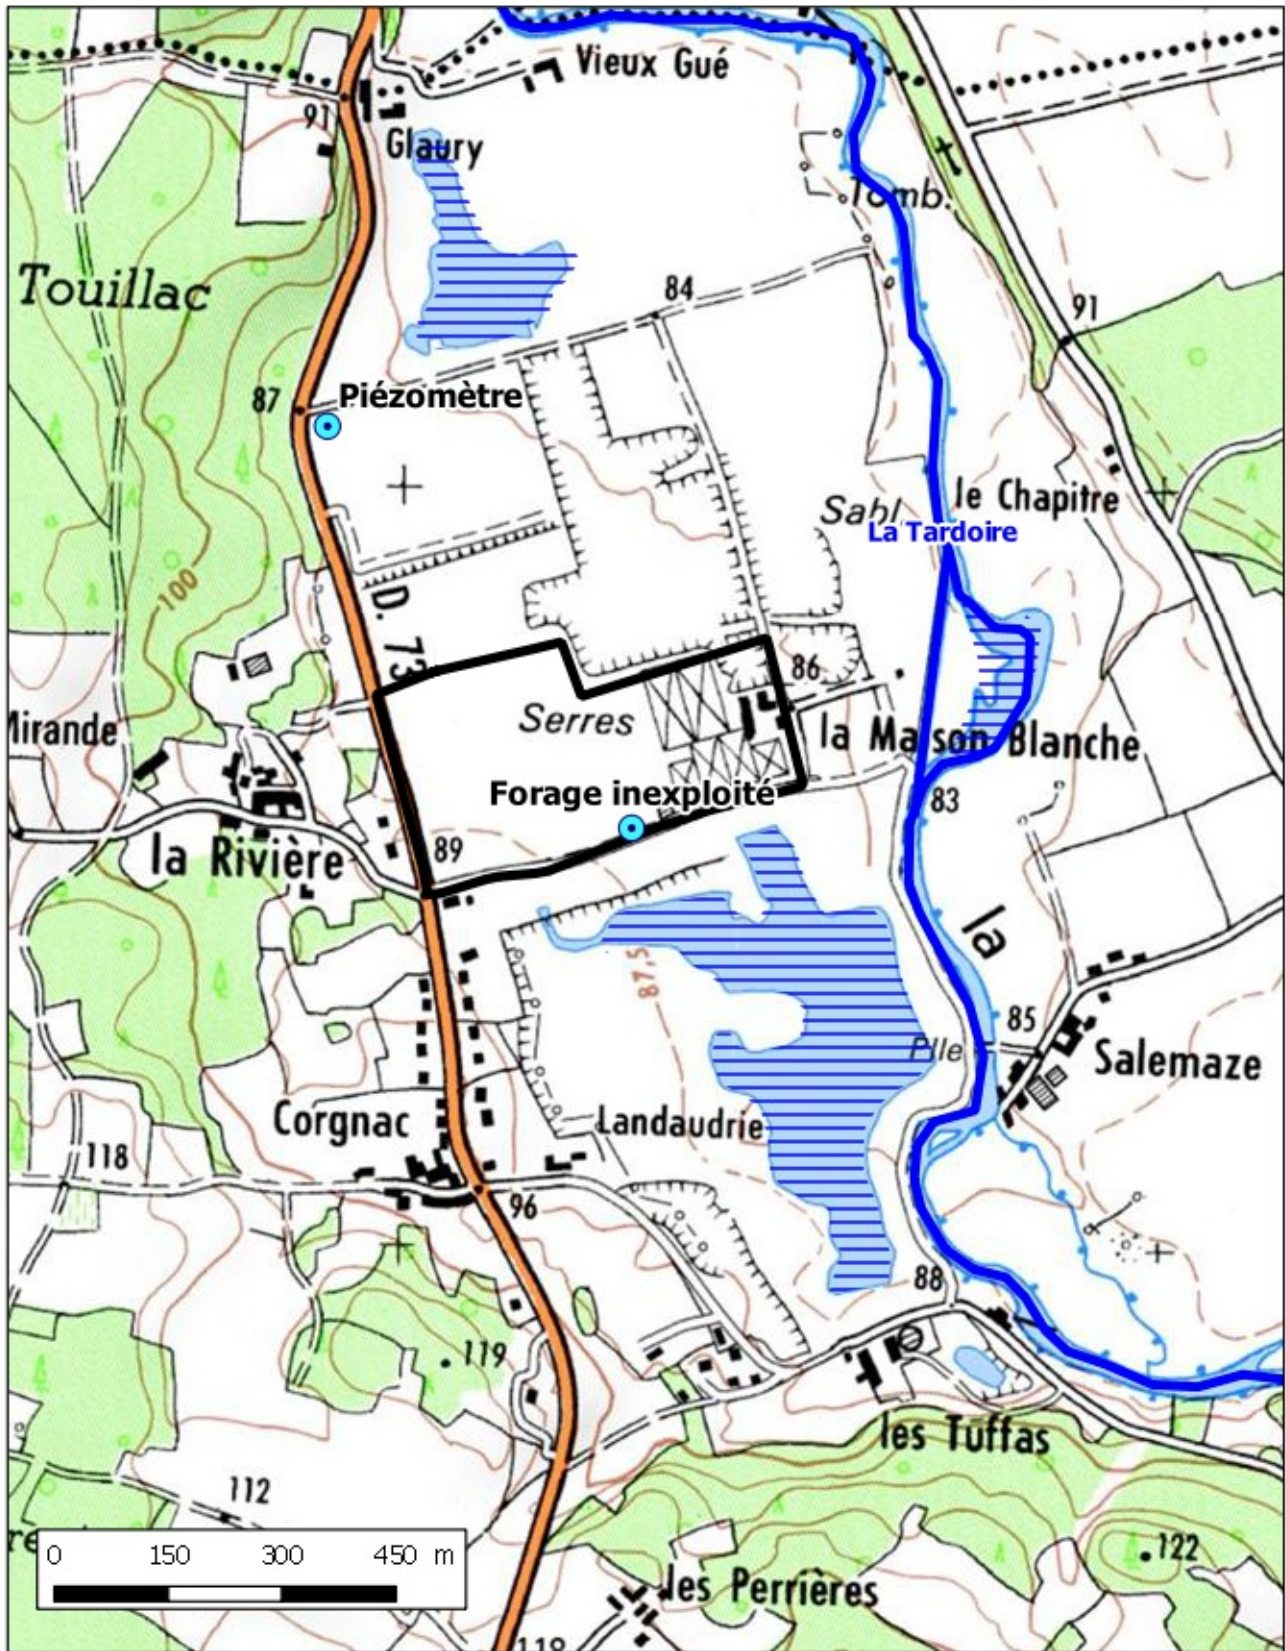 Vieux Gué
91
Glaury
Tomb.
Touillac
84
91
87
Piézomètre
le Chapitre
Sabl.
La Tardoire
100
D. 73
86
Serres
Mirande
la Maison Blanche
Forage inexploité
83
la Rivière
89
la
87,5
85
Plle
Salemaze
Corgnac
Landaudrie
118
96
88
119
les Tuffas
112
0 150 300 450 m
122
les Perrières